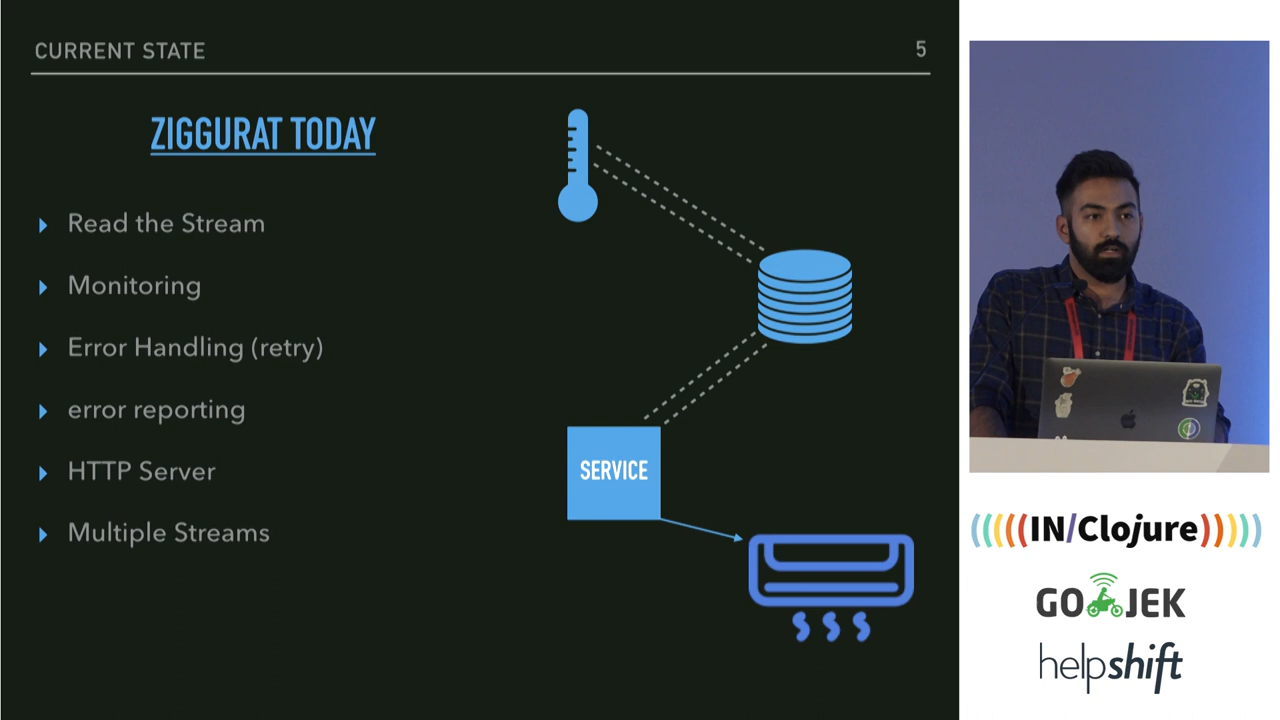 CURRENT STATE
5
ZIGGURAT TODAY
Read the Stream
Monitoring
Error Handling (retry)
error reporting
HTTP Server
Multiple Streams
SERVICE
(((((IN/Clojure)))))
GOJEK
helpshift